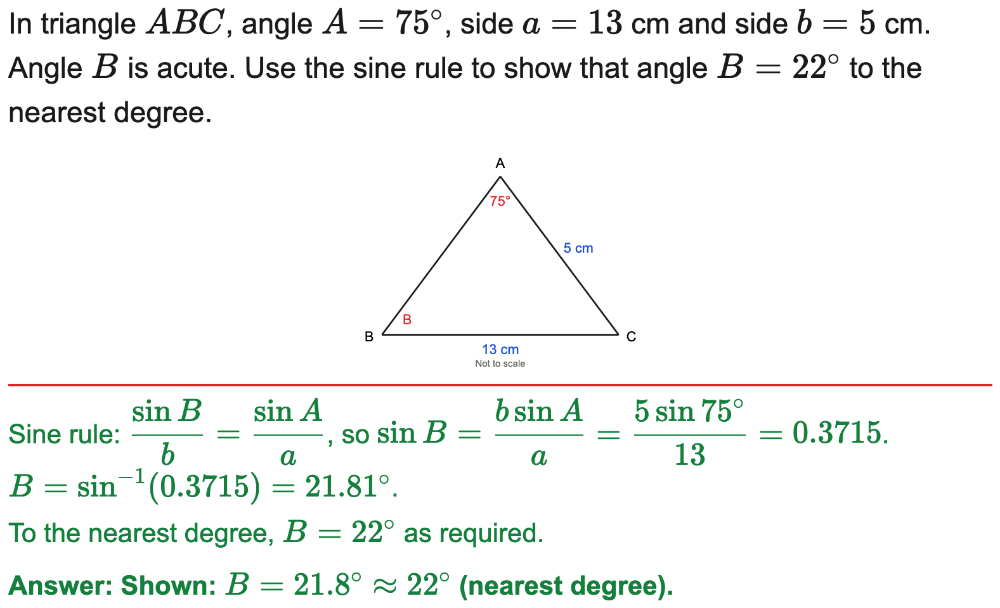 In triangle ABC, angle A = 75°, side a = 13 cm and side b = 5 cm.
Angle B is acute. Use the sine rule to show that angle B = 22° to the
nearest degree.
A
75°
5 cm
B
B
C
13 cm
Not to scale
Sine rule: sin B / b = sin A / a, so sin B = b sin A / a = 5 sin 75° / 13 = 0.3715.
B = sin⁻¹(0.3715) = 21.81°.
To the nearest degree, B = 22° as required.
Answer: Shown: B = 21.8° ≈ 22° (nearest degree).